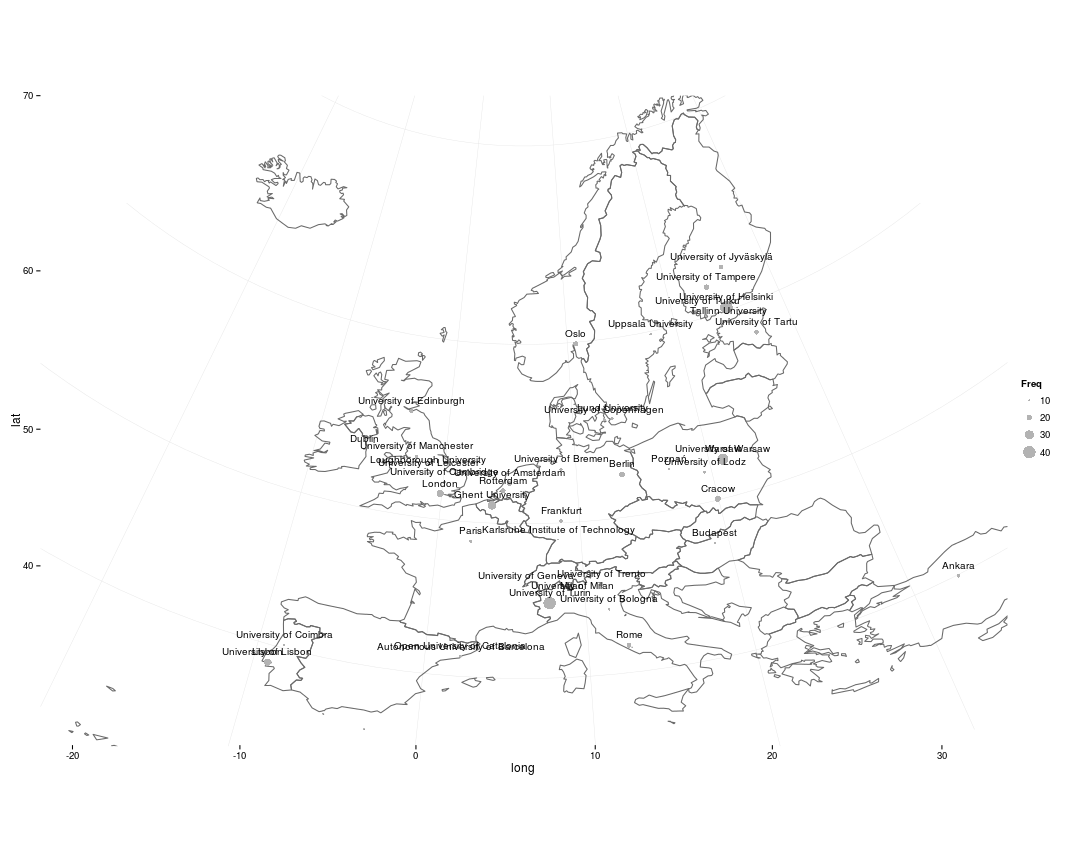 70
60
50
40
lat
University of Jyväskylä
University of Tampere
University of Helsinki
University of Turku
Tallinn University
University of Tartu
Uppsala University
Oslo
University of Edinburgh
Lund University
University of Copenhagen
Dublin
University of Manchester
Loughborough University
University of Leicester
University of Cambridge
University of Amsterdam
London
Rotterdam
Ghent University
University of Bremen
Berlin
Poznań
University of Warsaw
Warsaw
University of Lodz
Cracow
Frankfurt
Paris
Karlsruhe Institute of Technology
Budapest
Ankara
University of Geneva
University of Trento
University of Milan
Milan
University of Turin
University of Bologna
Rome
University of Coimbra
University of Lisbon
Lisbon
Open University of Catalonia
Autonomous University of Barcelona
-20
-10
0
10
20
30
long
Freq
10
20
30
40